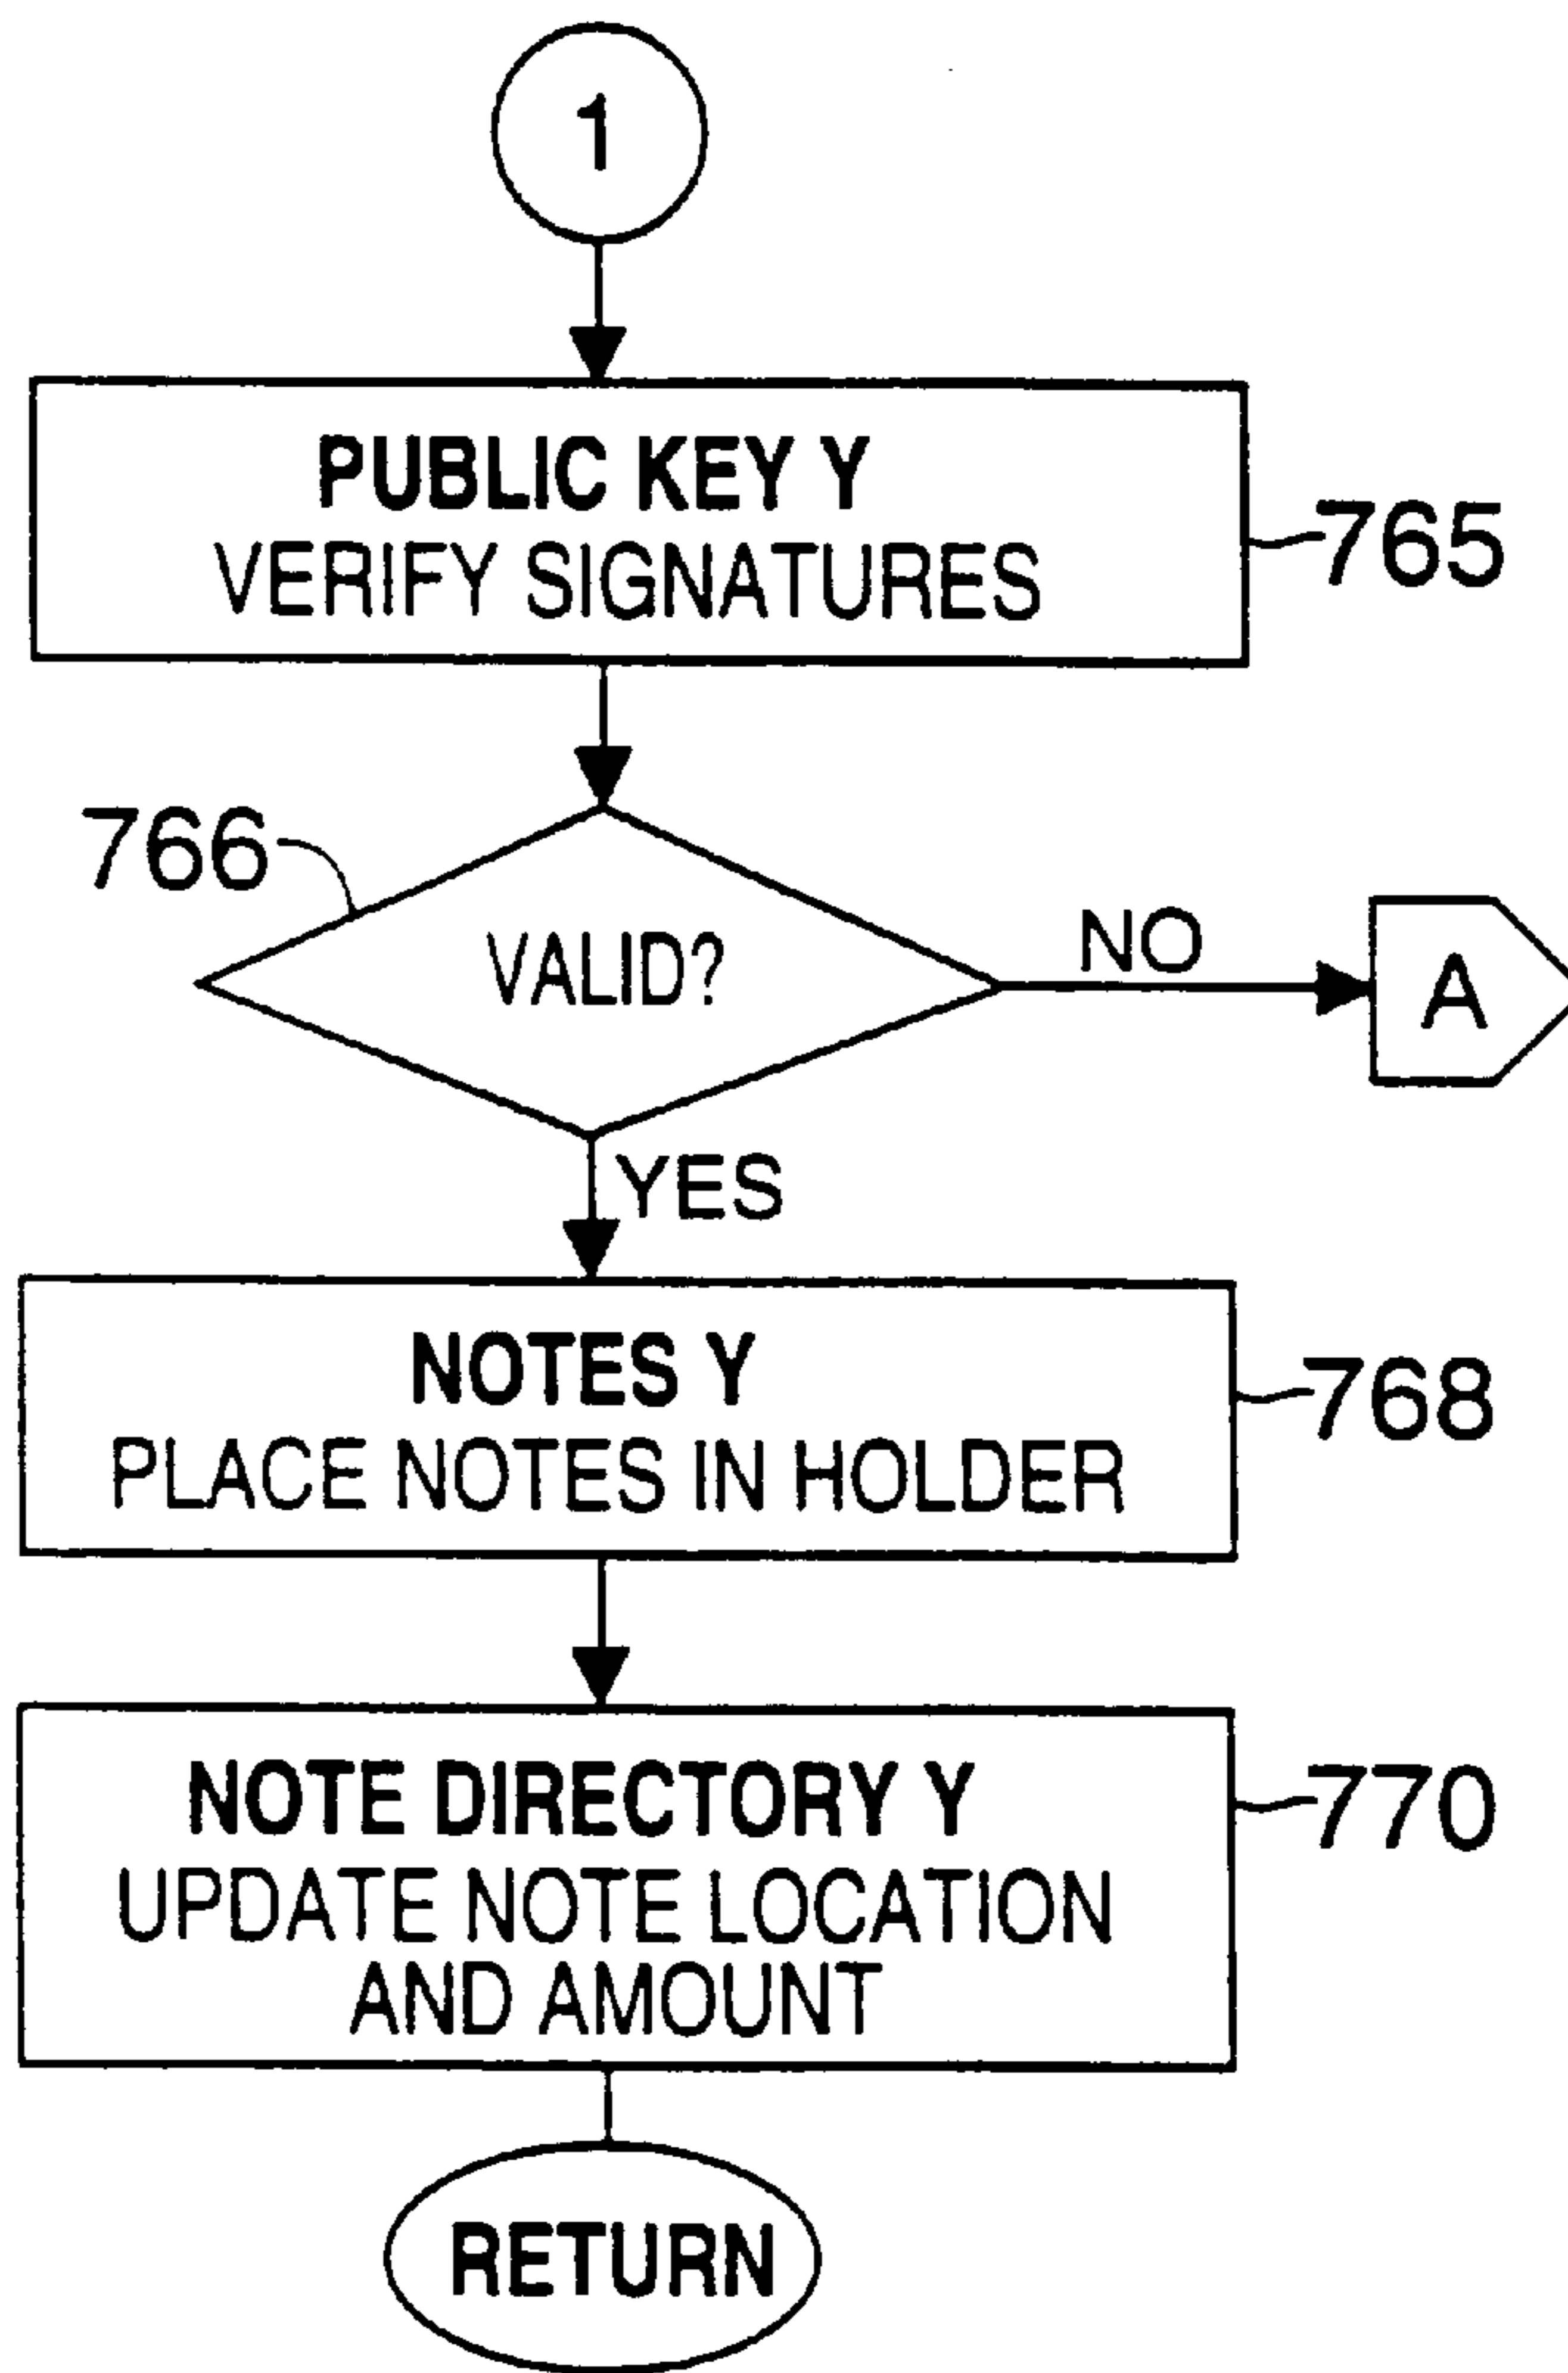 1
PUBLIC KEY Y
VERIFY SIGNATURES
765
766
VALID?
NO
A
YES
NOTES Y
PLACE NOTES IN HOLDER
768
NOTE DIRECTORY Y
UPDATE NOTE LOCATION
AND AMOUNT
770
RETURN